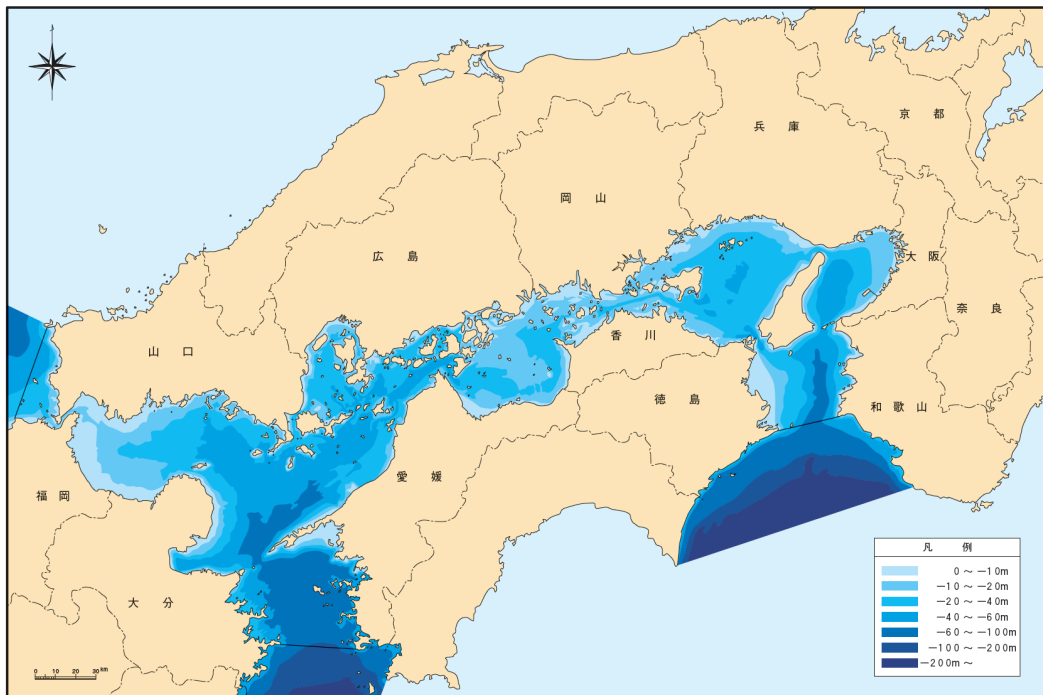 京 都
兵 庫
岡 山
広 島
大 阪
奈 良
香 川
山 口
徳 島
和 歌 山
愛 媛
福 岡
大 分
凡 例
0 ~ -10m
-10 ~ -20m
-20 ~ -40m
-40 ~ -60m
-60 ~ -100m
-100 ~ -200m
-200m ~
0 10 20 30 km